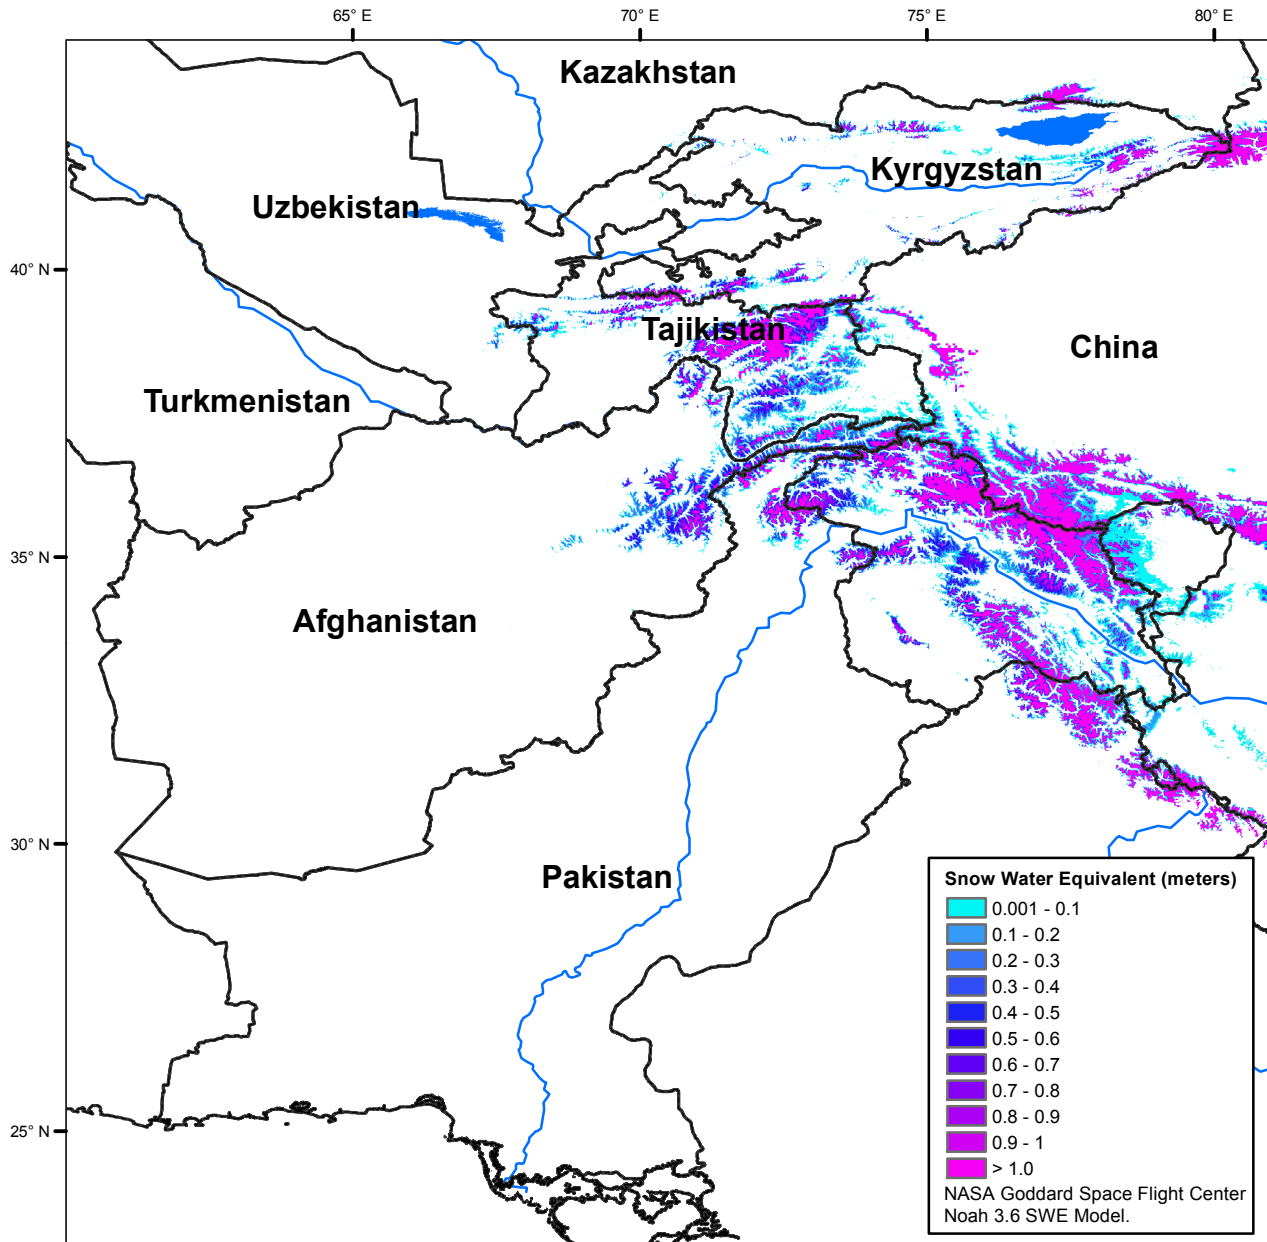 65° E
70° E
75° E
80° E
Kazakhstan
Kyrgyzstan
Uzbekistan
40° N
Tajikistan
China
Turkmenistan
35° N
Afghanistan
30° N
Pakistan
25° N
Snow Water Equivalent (meters)
0.001 - 0.1
0.1 - 0.2
0.2 - 0.3
0.3 - 0.4
0.4 - 0.5
0.5 - 0.6
0.6 - 0.7
0.7 - 0.8
0.8 - 0.9
0.9 - 1
> 1.0
NASA Goddard Space Flight Center
Noah 3.6 SWE Model.